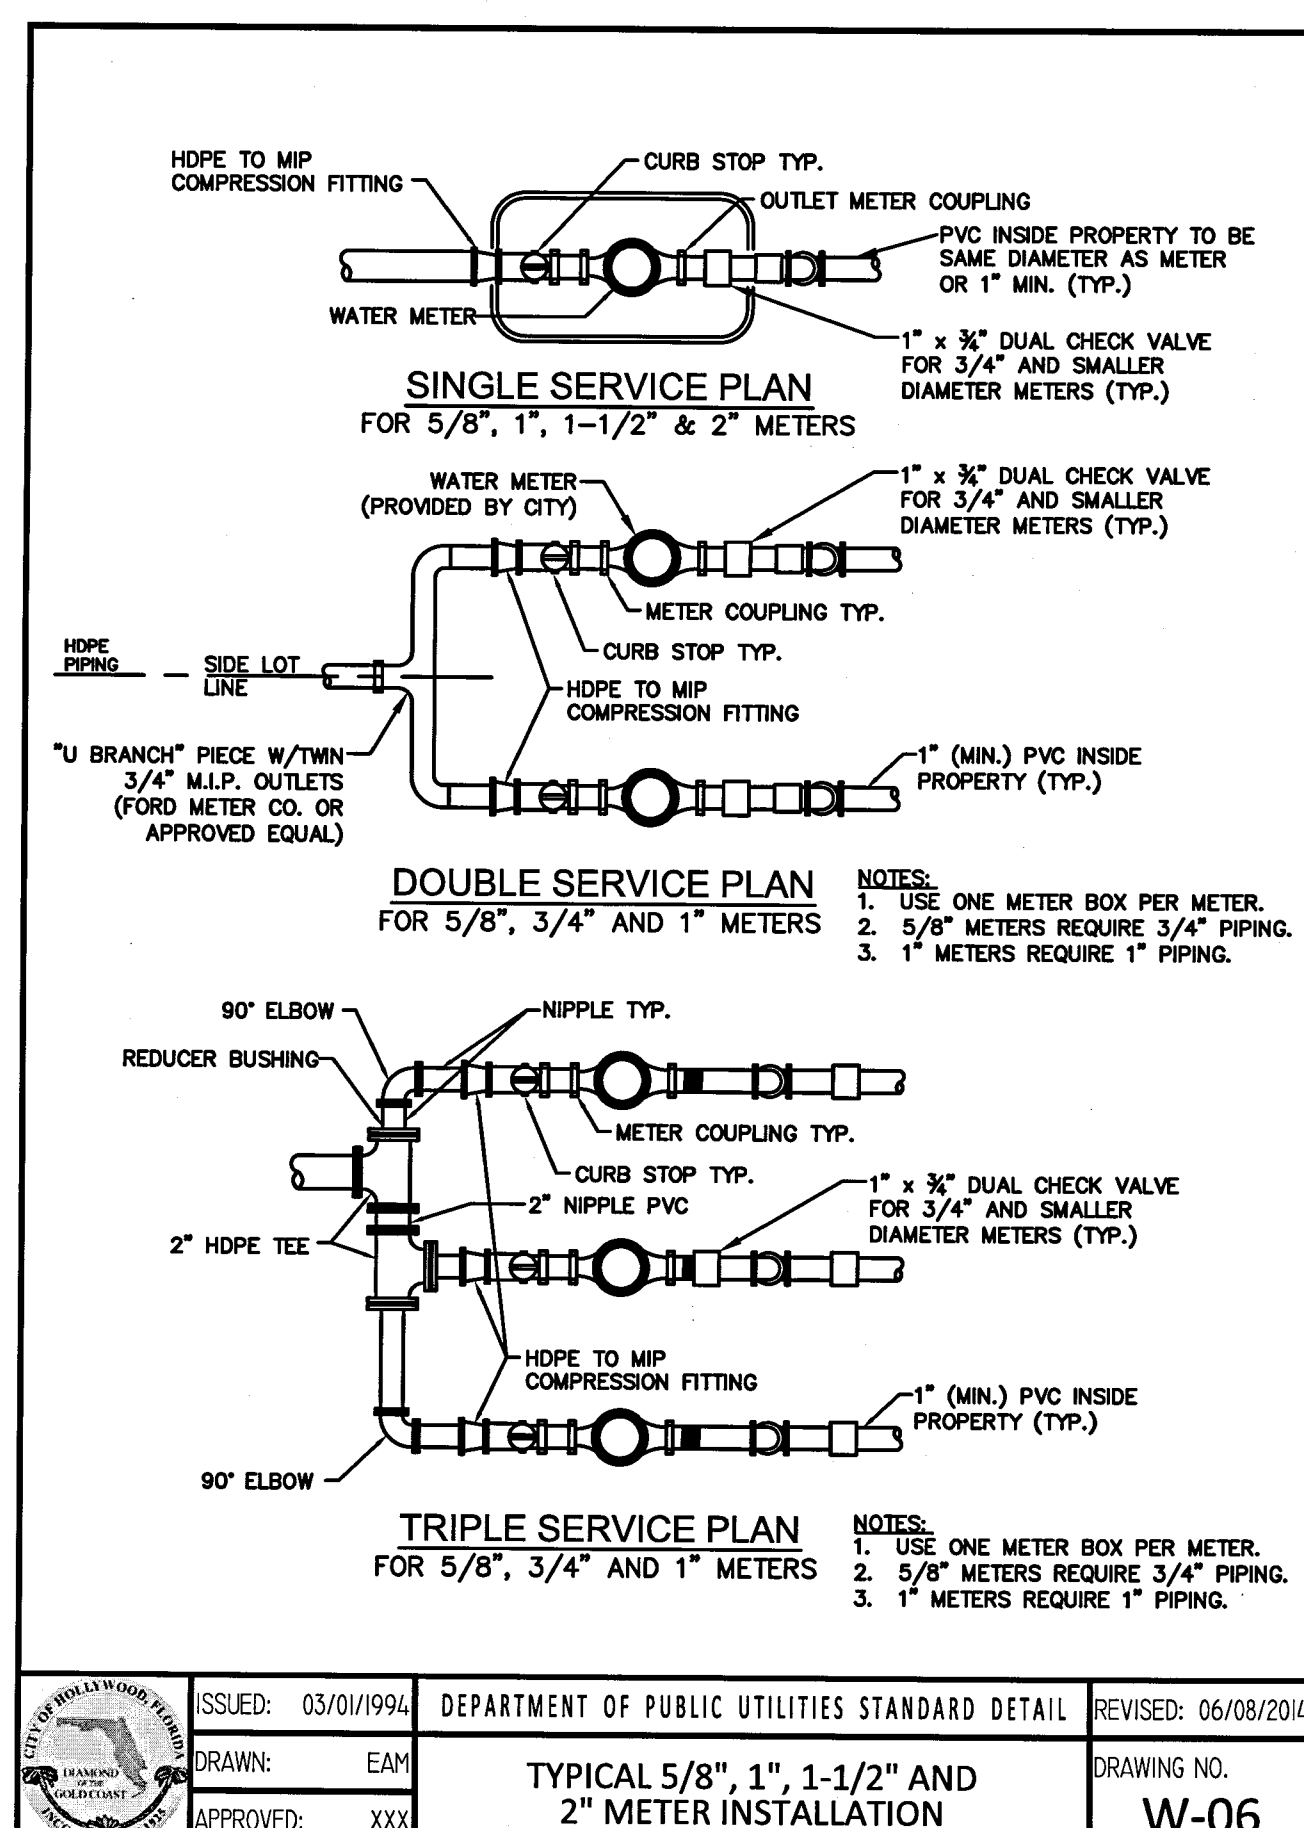 HDPE TO MIP
COMPRESSION FITTING
CURB STOP TYP.
OUTLET METER COUPLING
PVC INSIDE PROPERTY TO BE
SAME DIAMETER AS METER
OR 1" MIN. (TYP.)
WATER METER
1" x ¾" DUAL CHECK VALVE
FOR 3/4" AND SMALLER
DIAMETER METERS (TYP.)
SINGLE SERVICE PLAN
FOR 5/8", 1", 1-1/2" & 2" METERS
WATER METER
(PROVIDED BY CITY)
1" x ¾" DUAL CHECK VALVE
FOR 3/4" AND SMALLER
DIAMETER METERS (TYP.)
METER COUPLING TYP.
CURB STOP TYP.
HDPE
PIPING
SIDE LOT
LINE
HDPE TO MIP
COMPRESSION FITTING
"U BRANCH" PIECE W/TWIN
3/4" M.I.P. OUTLETS
(FORD METER CO. OR
APPROVED EQUAL)
1" (MIN.) PVC INSIDE
PROPERTY (TYP.)
DOUBLE SERVICE PLAN
FOR 5/8", 3/4" AND 1" METERS
NOTES:
1. USE ONE METER BOX PER METER.
2. 5/8" METERS REQUIRE 3/4" PIPING.
3. 1" METERS REQUIRE 1" PIPING.
90° ELBOW
NIPPLE TYP.
REDUCER BUSHING
METER COUPLING TYP.
CURB STOP TYP.
2" NIPPLE PVC
1" x ¾" DUAL CHECK VALVE
FOR 3/4" AND SMALLER
DIAMETER METERS (TYP.)
2" HDPE TEE
HDPE TO MIP
COMPRESSION FITTING
1" (MIN.) PVC INSIDE
PROPERTY (TYP.)
90° ELBOW
TRIPLE SERVICE PLAN
FOR 5/8", 3/4" AND 1" METERS
NOTES:
1. USE ONE METER BOX PER METER.
2. 5/8" METERS REQUIRE 3/4" PIPING.
3. 1" METERS REQUIRE 1" PIPING.
CITY OF HOLLYWOOD, FLORIDA
DIAMOND
OF THE
GOLD COAST
1925
ISSUED: 03/01/1994
DEPARTMENT OF PUBLIC UTILITIES STANDARD DETAIL
REVISED: 06/08/2014
DRAWN: EAM
TYPICAL 5/8", 1", 1-1/2" AND
2" METER INSTALLATION
DRAWING NO.
W-06
APPROVED: XXX